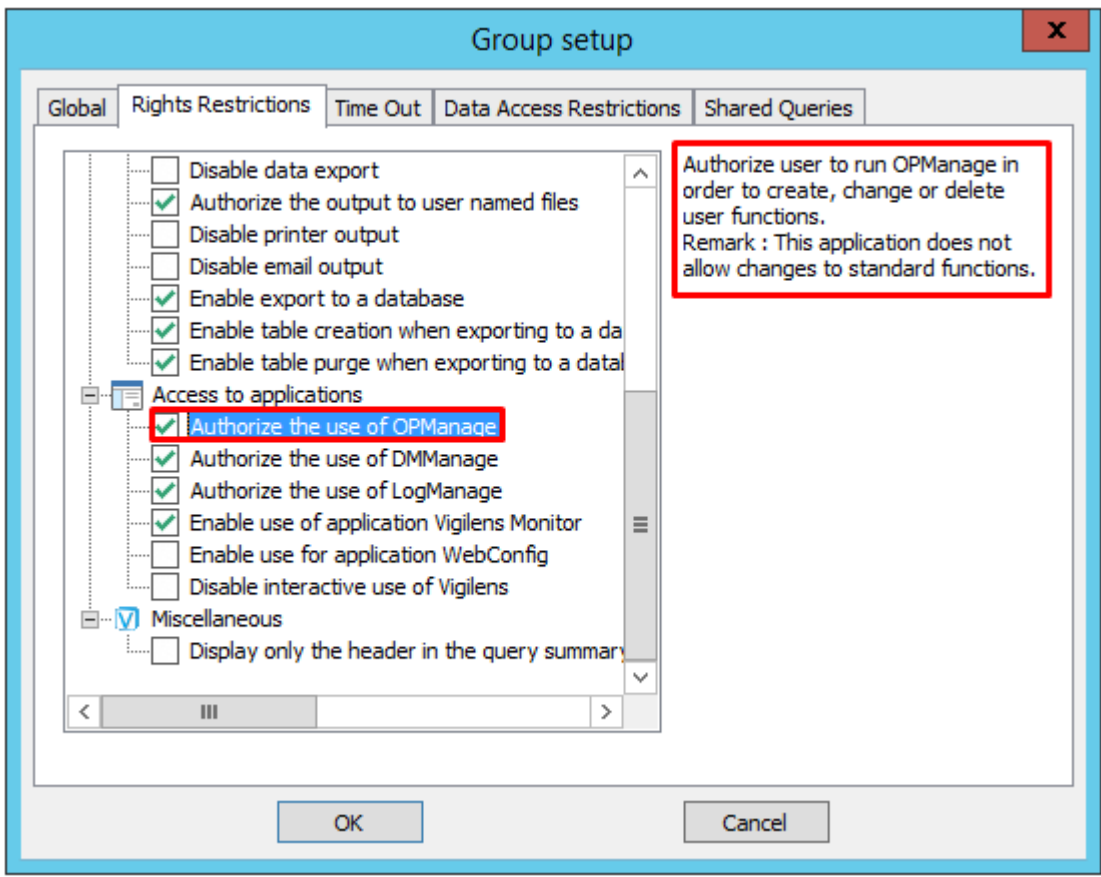 Group setup
x
Global
Rights Restrictions
Time Out
Data Access Restrictions
Shared Queries
Disable data export
Authorize the output to user named files
Disable printer output
Disable email output
Enable export to a database
Enable table creation when exporting to a da
Enable table purge when exporting to a datal
Access to applications
Authorize the use of OPManage
Authorize the use of DMManage
Authorize the use of LogManage
Enable use of application Vigilens Monitor
Enable use for application WebConfig
Disable interactive use of Vigilens
Miscellaneous
Display only the header in the query summary
Authorize user to run OPManage in
order to create, change or delete
user functions.
Remark : This application does not
allow changes to standard functions.
OK
Cancel